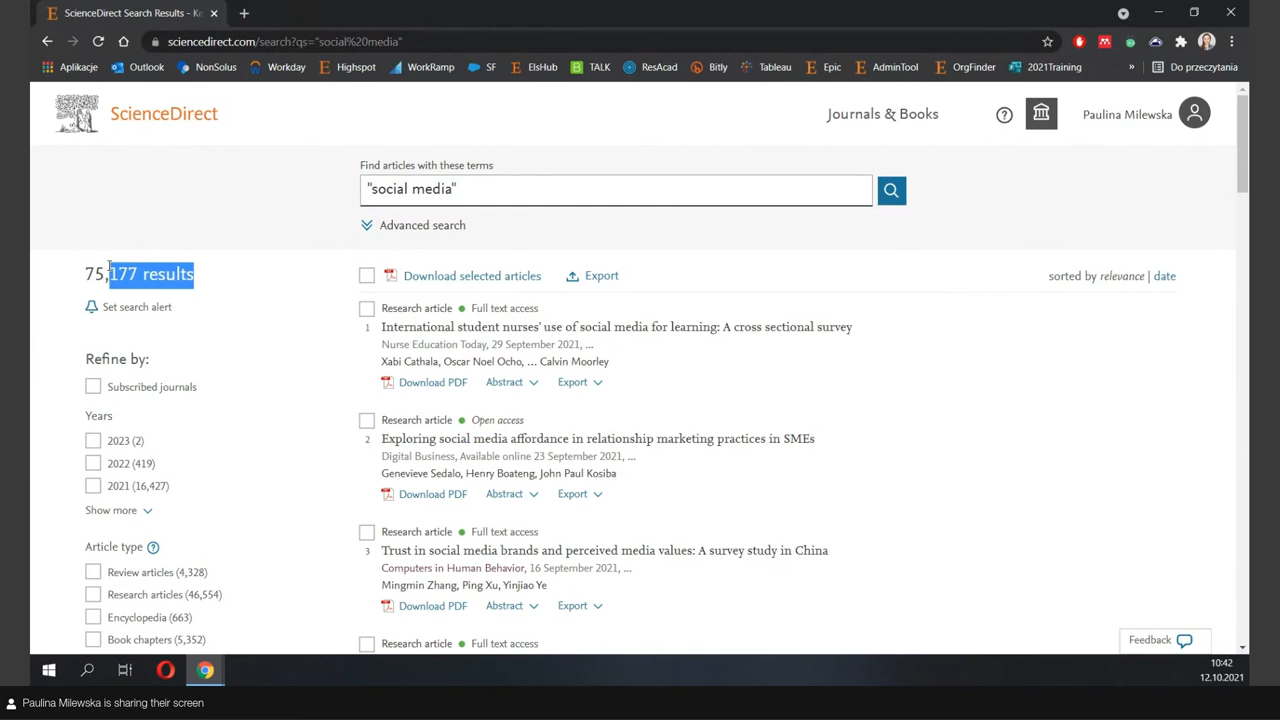 ScienceDirect Search Results - Ke
sciencedirect.com/search?qs="social%20media"
Aplikacje
Outlook
NonSolus
Workday
Highspot
WorkRamp
SF
ElsHub
TALK
ResAcad
Bitly
Tableau
Epic
AdminTool
OrgFinder
2021Training
»
Do przeczytania
ScienceDirect
Journals & Books
Paulina Milewska
Find articles with these terms
"social media"
Advanced search
75,177 results
Set search alert
Refine by:
Subscribed journals
Years
2023 (2)
2022 (419)
2021 (16,427)
Show more
Article type
Review articles (4,328)
Research articles (46,554)
Encyclopedia (663)
Book chapters (5,352)
Download selected articles
Export
sorted by relevance | date
Research article Full text access
1 International student nurses' use of social media for learning: A cross sectional survey
Nurse Education Today, 29 September 2021, ...
Xabi Cathala, Oscar Noel Ocho, ... Calvin Moorley
Download PDF Abstract Export
Research article Open access
2 Exploring social media affordance in relationship marketing practices in SMEs
Digital Business, Available online 23 September 2021, ...
Genevieve Sedalo, Henry Boateng, John Paul Kosiba
Download PDF Abstract Export
Research article Full text access
3 Trust in social media brands and perceived media values: A survey study in China
Computers in Human Behavior, 16 September 2021, ...
Mingmin Zhang, Ping Xu, Yinjiao Ye
Download PDF Abstract Export
Research article Full text access
Feedback
10:42
12.10.2021
Paulina Milewska is sharing their screen